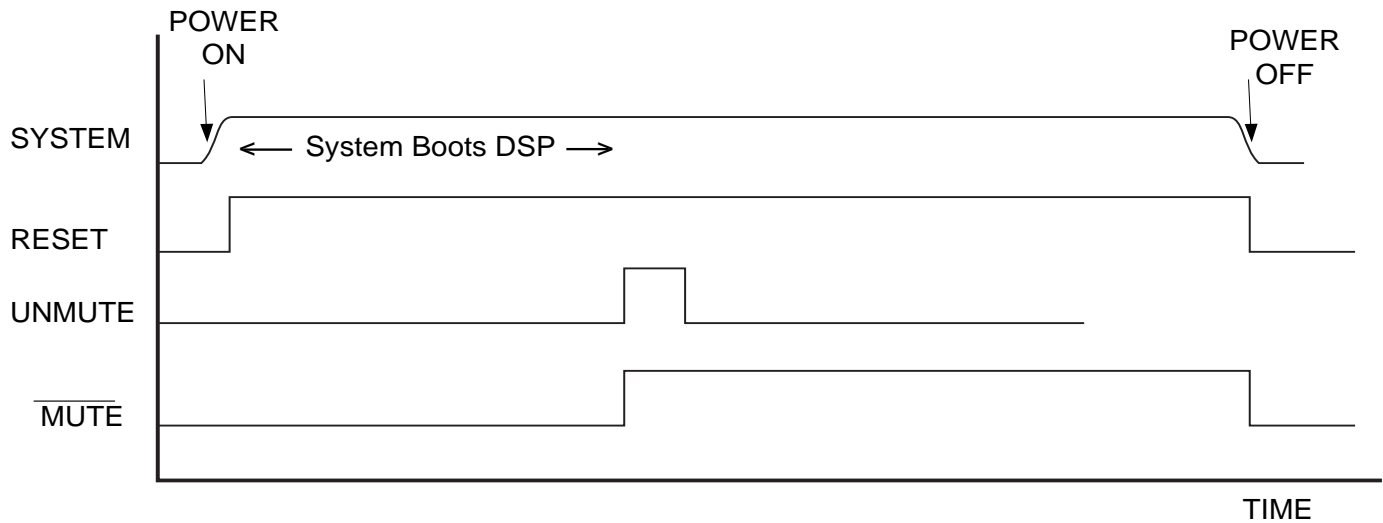 POWER
ON
POWER
OFF
SYSTEM
← System Boots DSP →
RESET
UNMUTE
MUTE
TIME